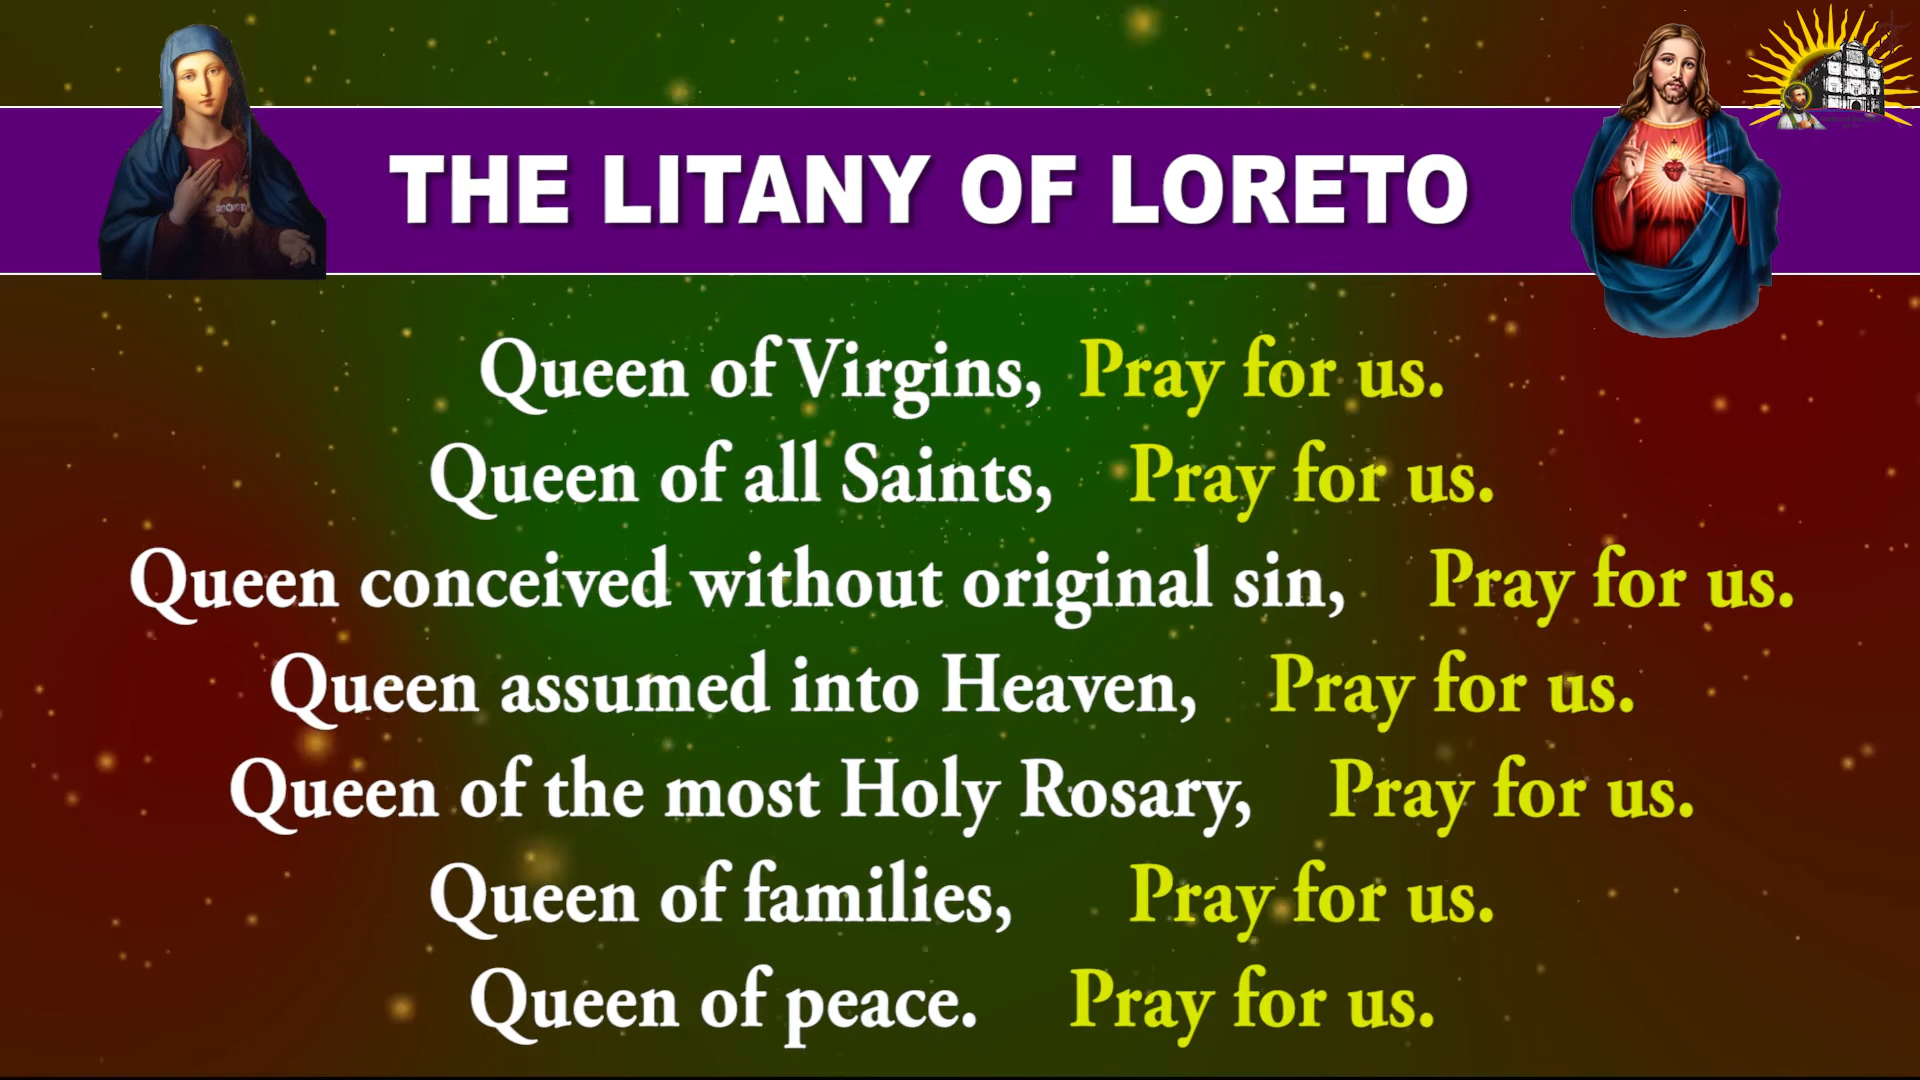 THE LITANY OF LORETO
Queen of Virgins, Pray for us.
Queen of all Saints, Pray for us.
Queen conceived without original sin, Pray for us.
Queen assumed into Heaven, Pray for us.
Queen of the most Holy Rosary, Pray for us.
Queen of families, Pray for us.
Queen of peace. Pray for us.